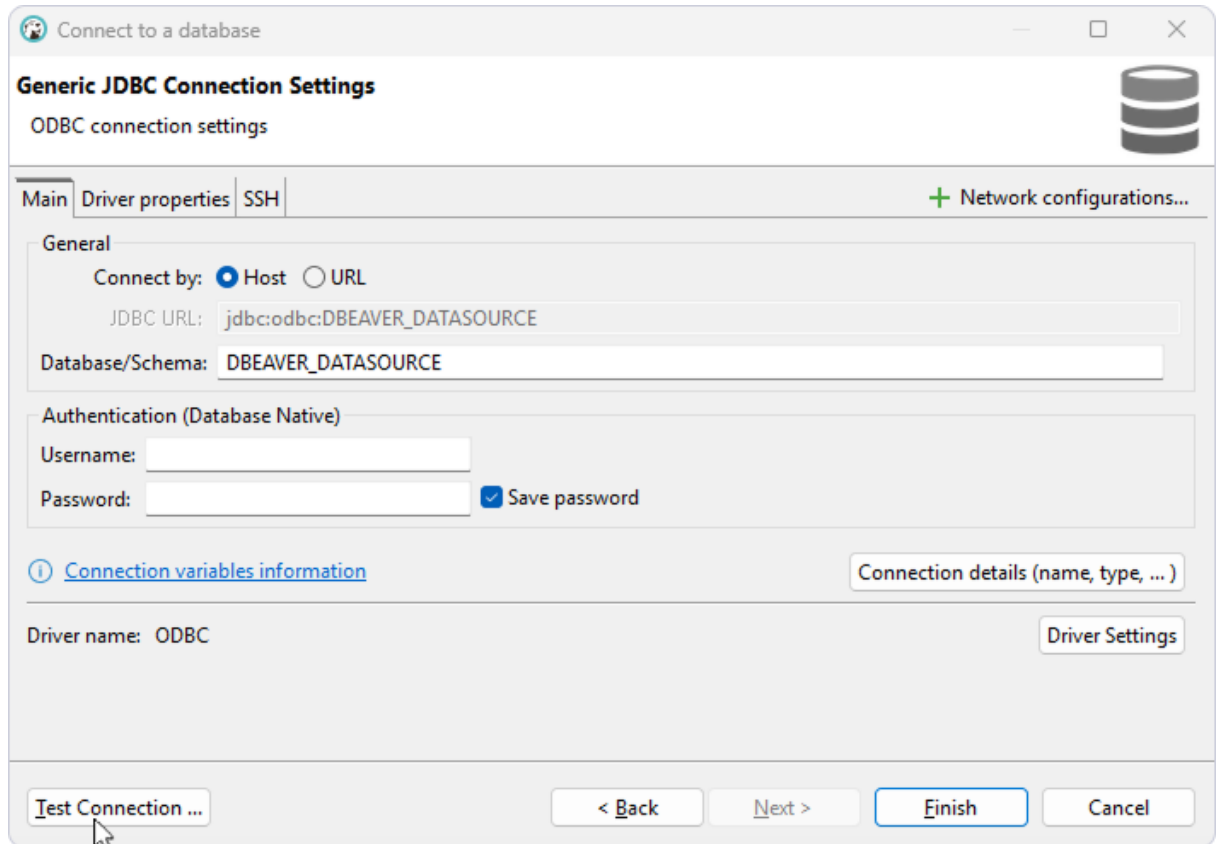 Connect to a database
Generic JDBC Connection Settings
ODBC connection settings
Main Driver properties SSH Network configurations...
General
Connect by: Host URL
JDBC URL: jdbc:odbc:DBEAVER_DATASOURCE
Database/Schema: DBEAVER_DATASOURCE
Authentication (Database Native)
Username:
Password: Save password
Connection variables information Connection details (name, type, ... )
Driver name: ODBC Driver Settings
Test Connection ... < Back Next > Finish Cancel